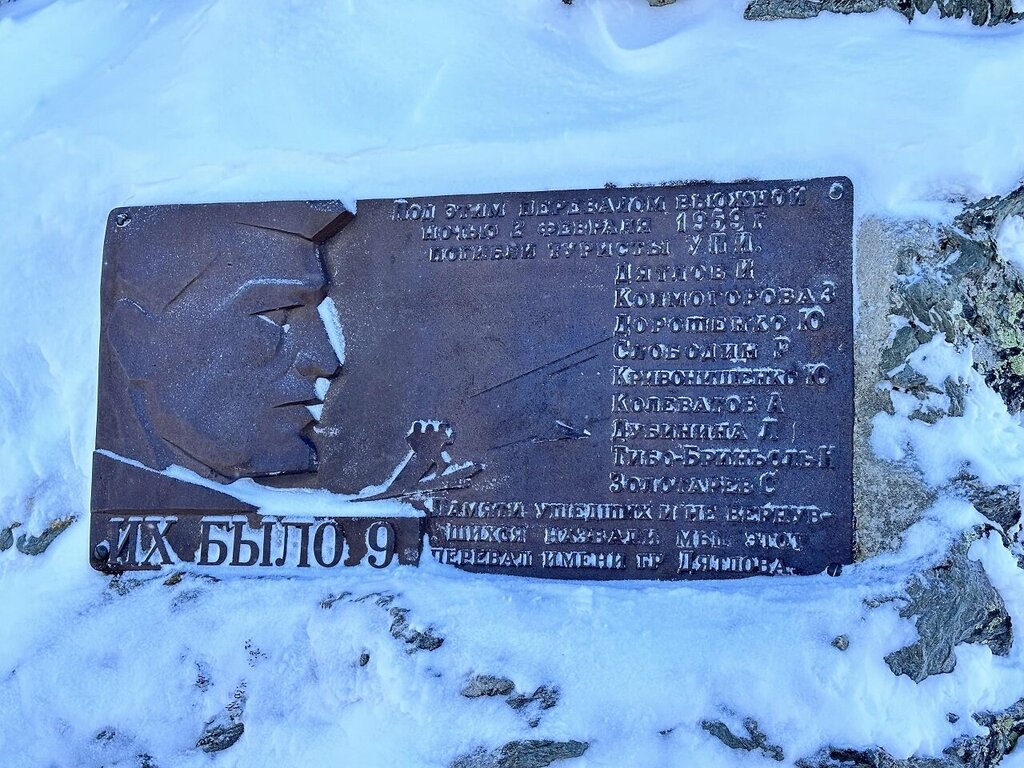 Под этим перевалом вьюжной
ночью 2 февраля 1959 г
погибли туристы У.П.И.
Дятлов И
Колмогорова З
Дорошенко Ю
Слободин Р
Кривонищенко Ю
Колеватов А
Дубинина Л
Тибо-Бриньоль Н
Золотарев С
Памяти ушедших и не вернув-
шихся назвали мы этот
перевал имени гр Дятлова.
ИХ БЫЛО 9